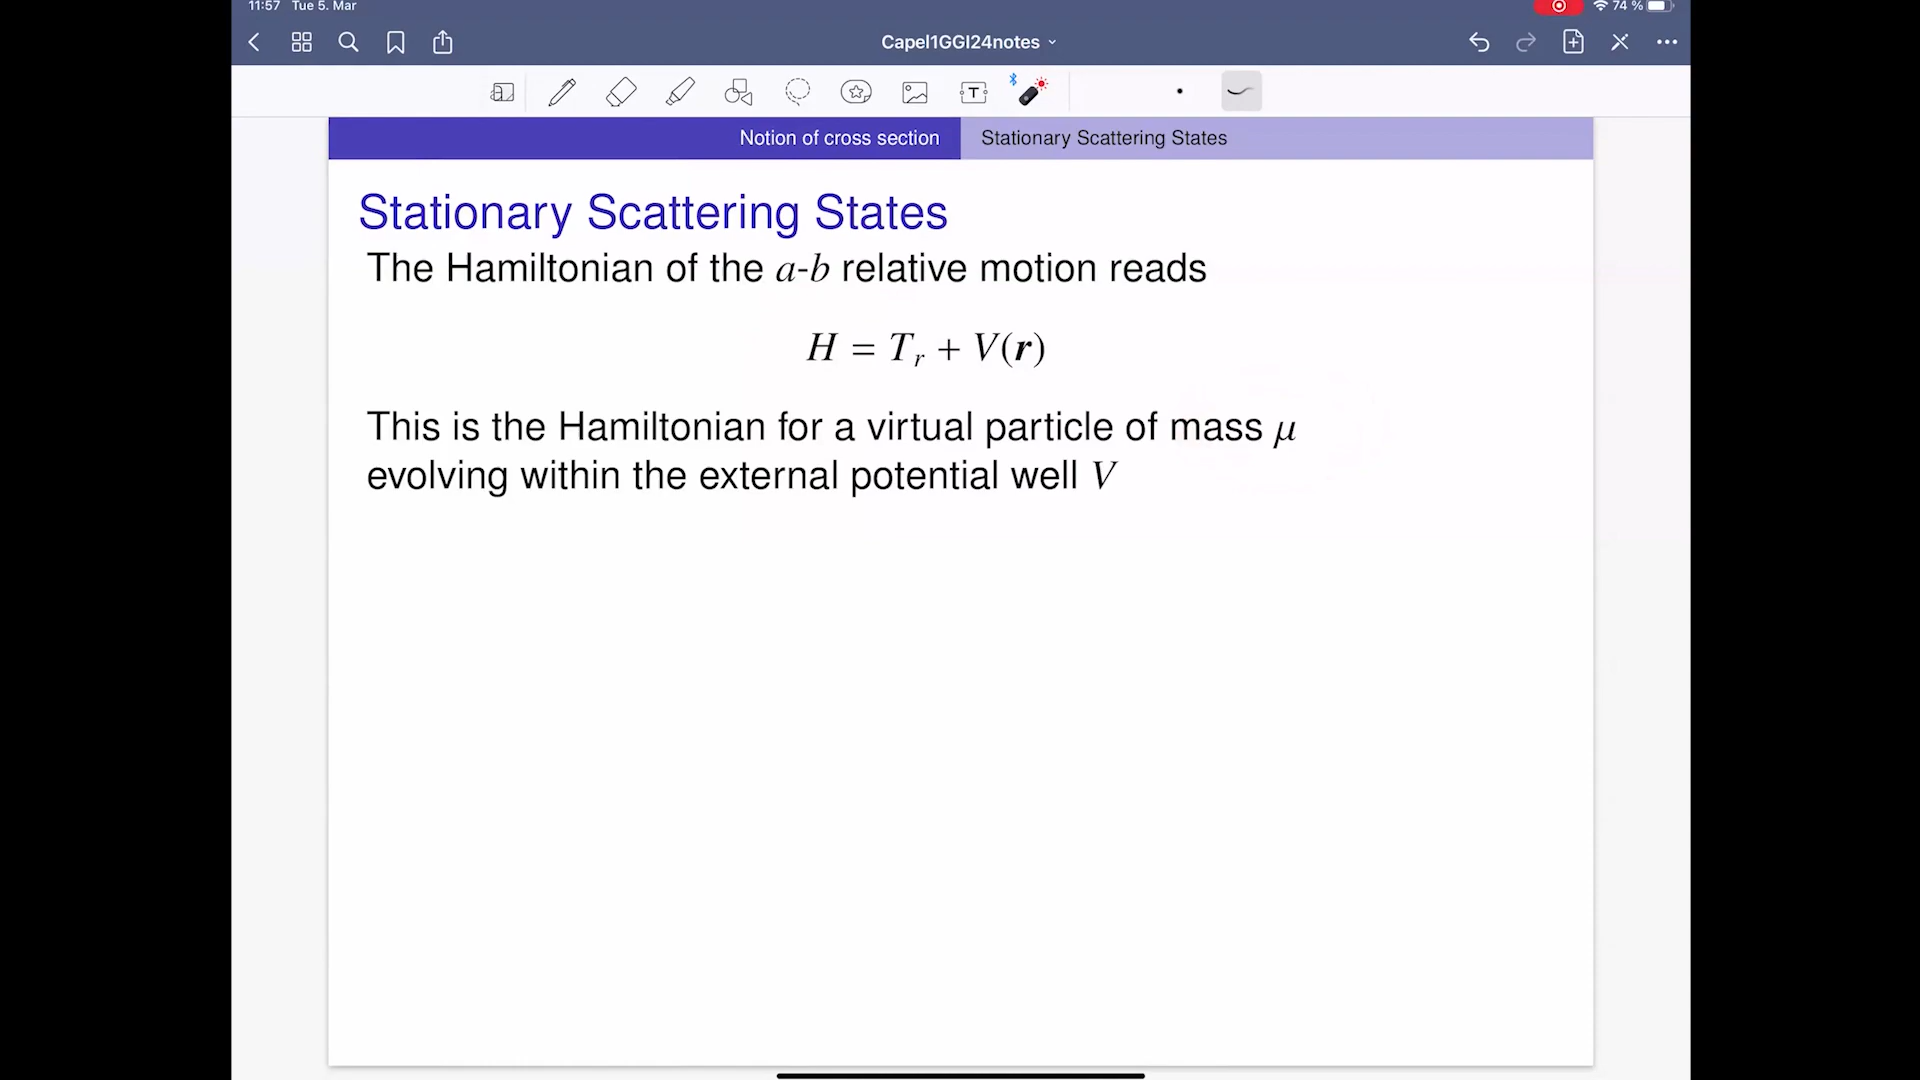 11:57 Tue 5. Mar
74 %
Capel1GGI24notes
Notion of cross section
Stationary Scattering States
Stationary Scattering States
The Hamiltonian of the a-b relative motion reads
H = Tᵣ + V(r)
This is the Hamiltonian for a virtual particle of mass μ
evolving within the external potential well V